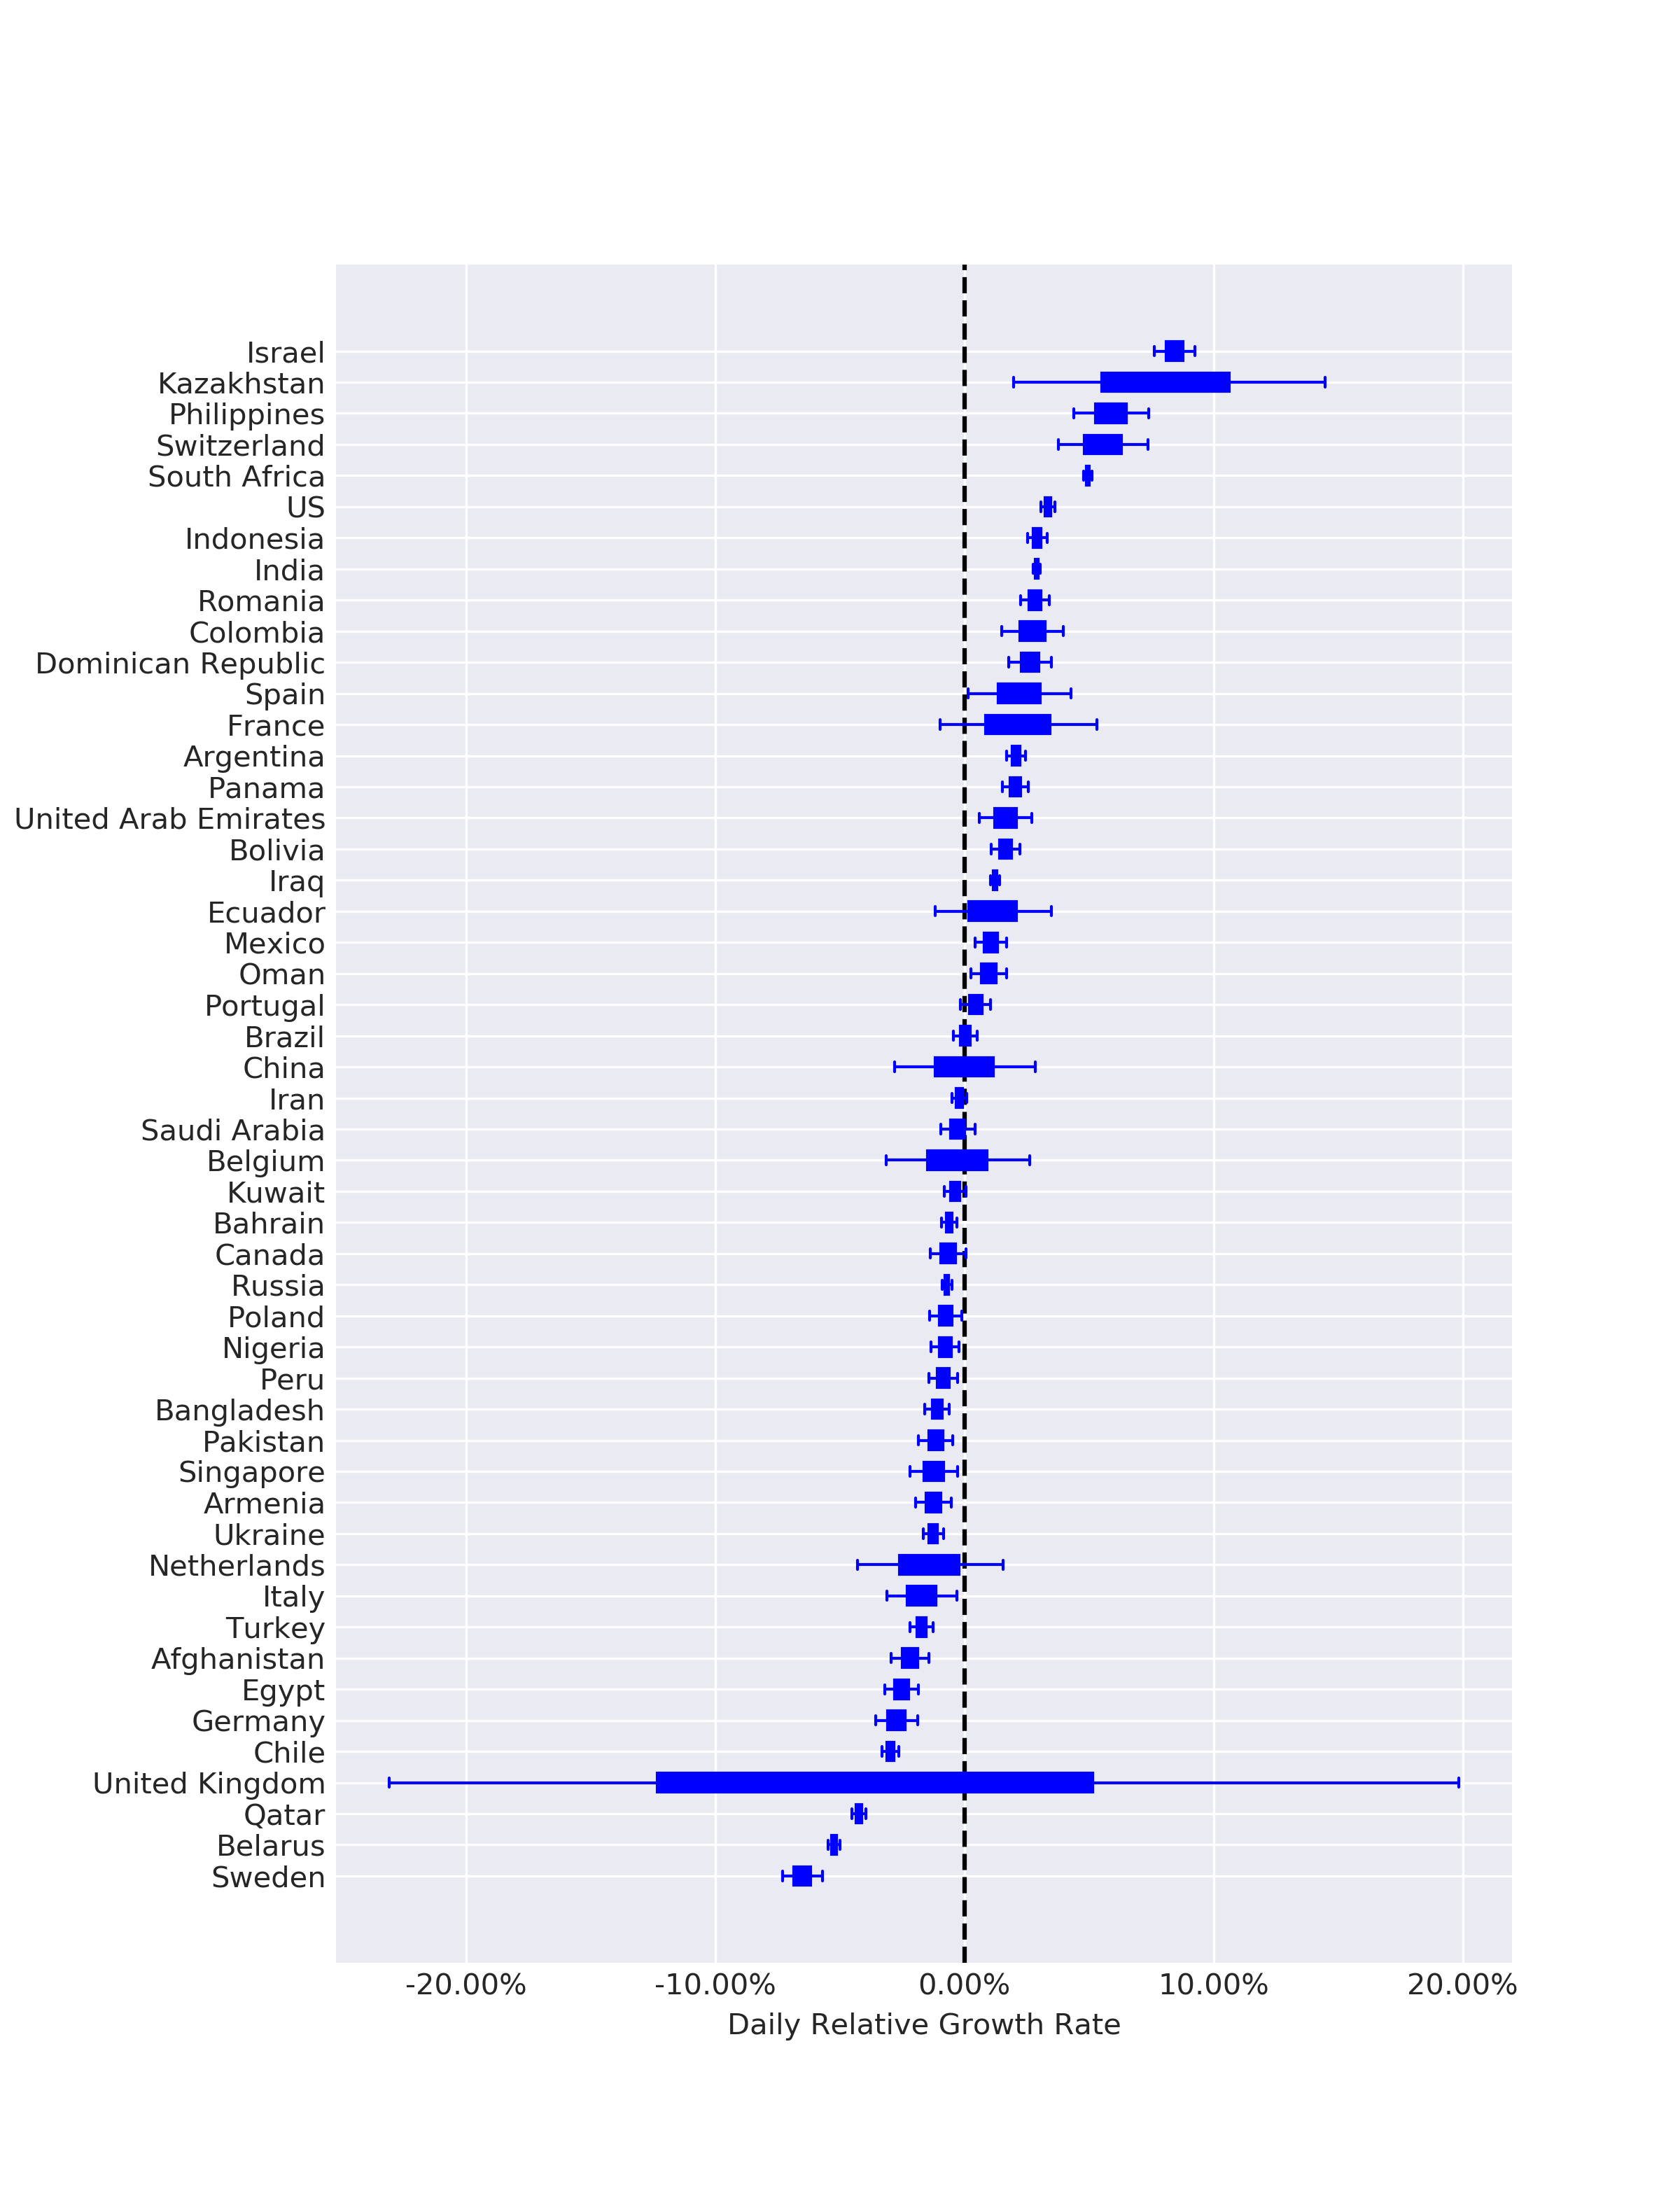 Israel
Kazakhstan
Philippines
Switzerland
South Africa
US
Indonesia
India
Romania
Colombia
Dominican Republic
Spain
France
Argentina
Panama
United Arab Emirates
Bolivia
Iraq
Ecuador
Mexico
Oman
Portugal
Brazil
China
Iran
Saudi Arabia
Belgium
Kuwait
Bahrain
Canada
Russia
Poland
Nigeria
Peru
Bangladesh
Pakistan
Singapore
Armenia
Ukraine
Netherlands
Italy
Turkey
Afghanistan
Egypt
Germany
Chile
United Kingdom
Qatar
Belarus
Sweden
-20.00% -10.00% 0.00% 10.00% 20.00%
Daily Relative Growth Rate